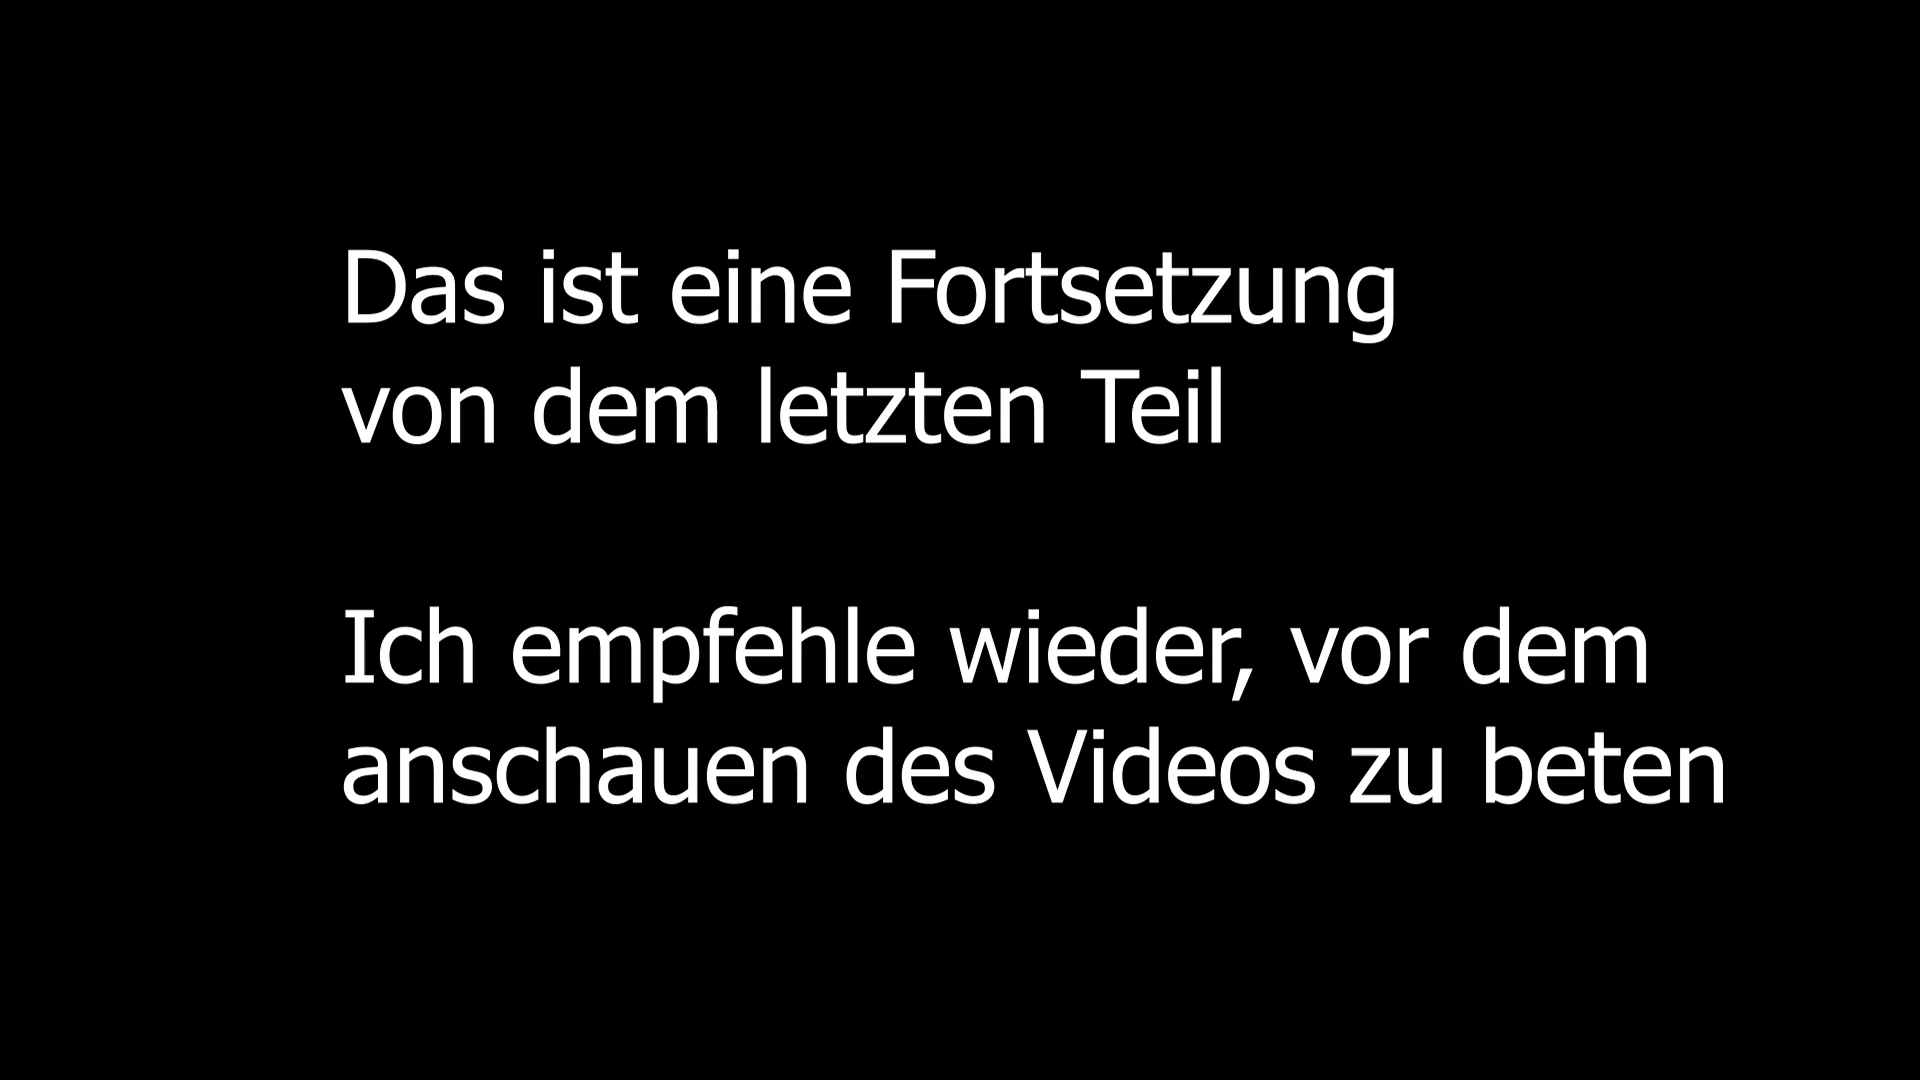 Das ist eine Fortsetzung
von dem letzten Teil
Ich empfehle wieder, vor dem
anschauen des Videos zu beten